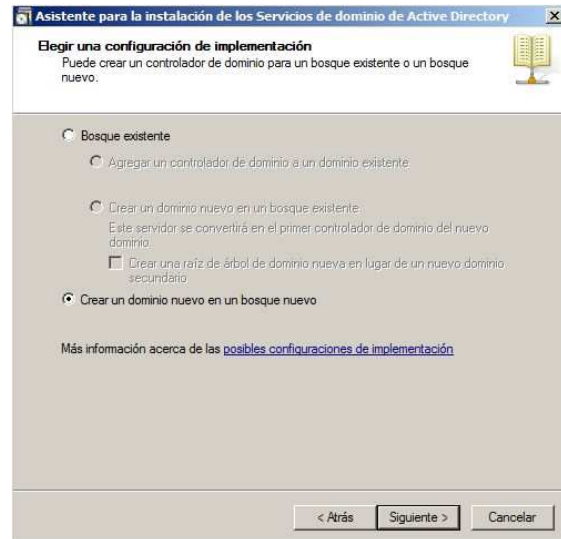 Asistente para la instalación de los Servicios de dominio de Active Directory
Elegir una configuración de implementación
Puede crear un controlador de dominio para un bosque existente o un bosque
nuevo.
Bosque existente
Agregar un controlador de dominio a un dominio existente
Crear un dominio nuevo en un bosque existente.
Este servidor se convertirá en el primer controlador de dominio del nuevo
dominio.
Crear una raíz de árbol de dominio nueva en lugar de un nuevo dominio
secundario
Crear un dominio nuevo en un bosque nuevo
Más información acerca de las posibles configuraciones de implementación
< Atrás Siguiente > Cancelar